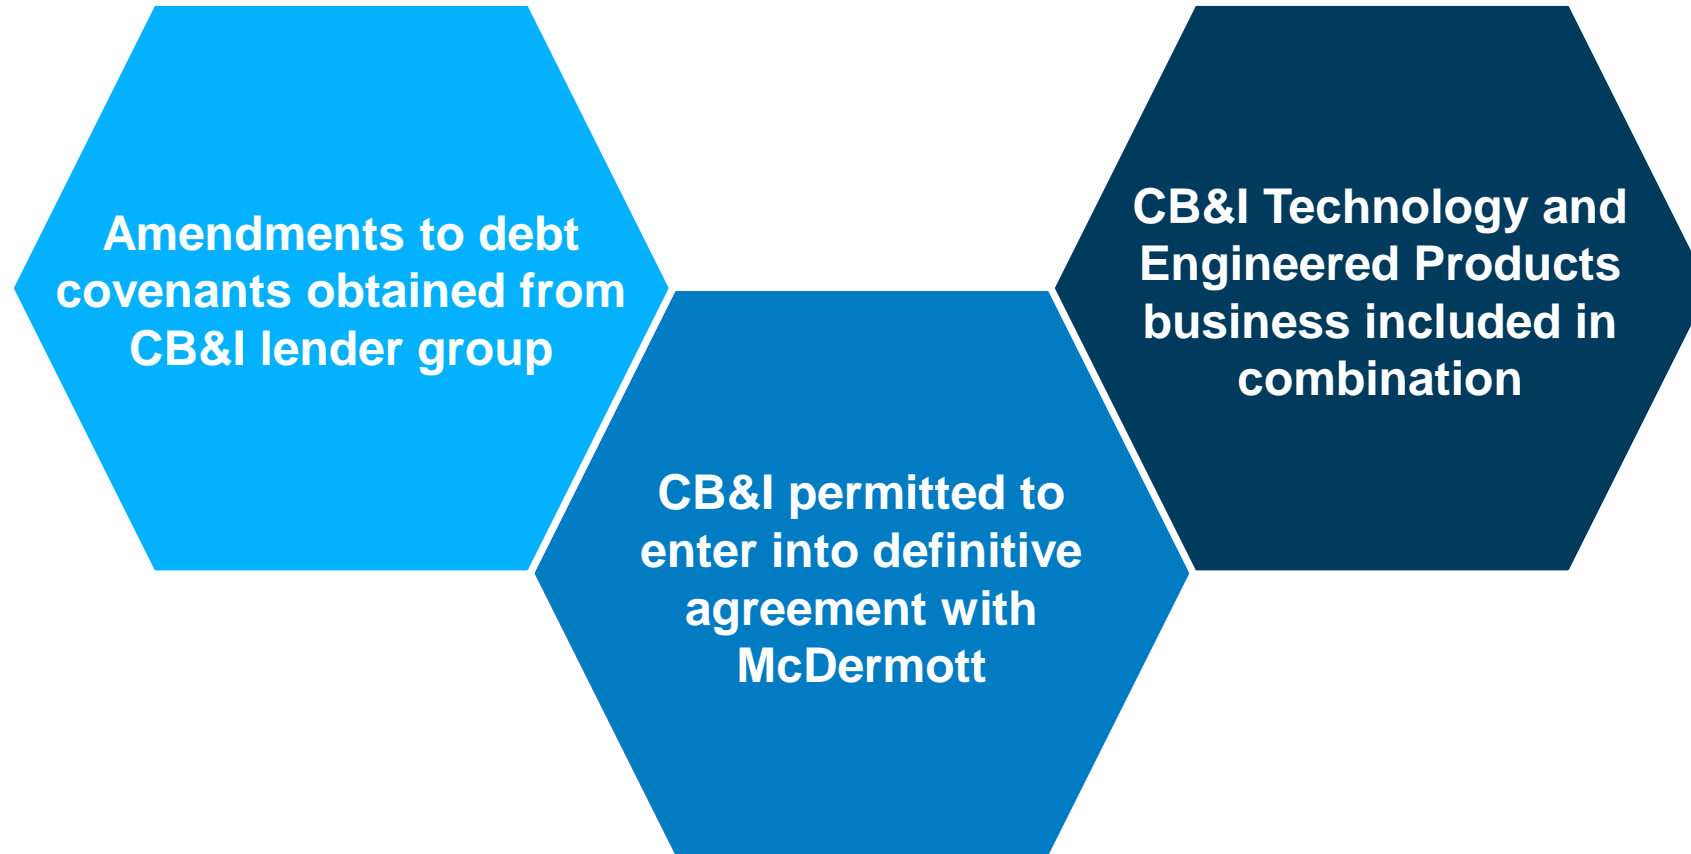 Amendments to debt
covenants obtained from
CB&I lender group
CB&I permitted to
enter into definitive
agreement with
McDermott
CB&I Technology and
Engineered Products
business included in
combination